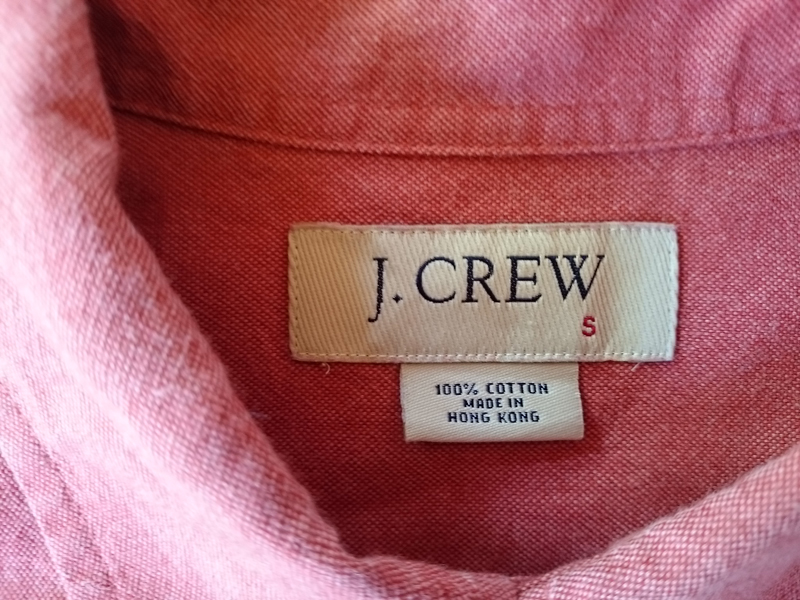 J. CREW
S
100% COTTON
MADE IN
HONG KONG